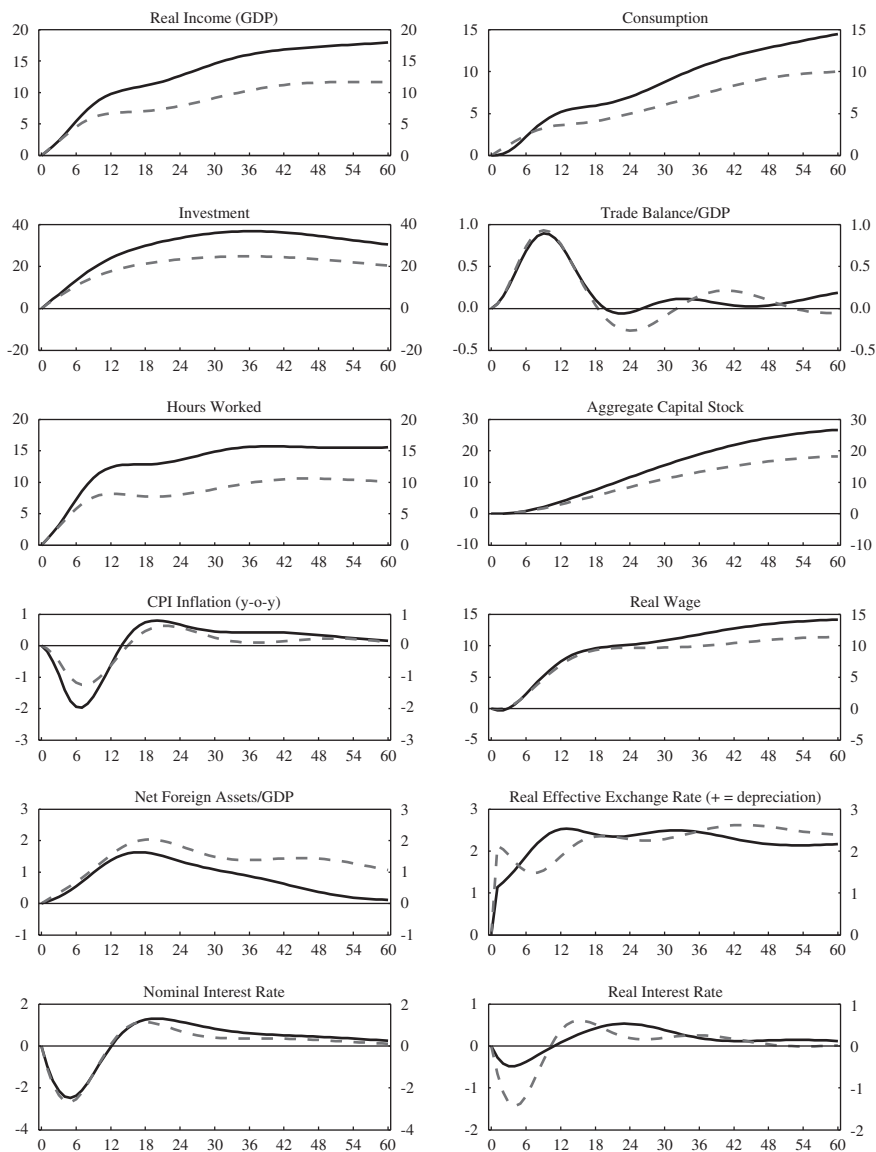 Real Income (GDP)
20 20
15 15
10 10
5 5
0 0
0 6 12 18 24 30 36 42 48 54 60
Consumption
15 15
10 10
5 5
0 0
0 6 12 18 24 30 36 42 48 54 60
Investment
40 40
20 20
0 0
-20 -20
0 6 12 18 24 30 36 42 48 54 60
Trade Balance/GDP
1.0 1.0
0.5 0.5
0.0 0.0
-0.5 -0.5
0 6 12 18 24 30 36 42 48 54 60
Hours Worked
20 20
15 15
10 10
5 5
0 0
0 6 12 18 24 30 36 42 48 54 60
Aggregate Capital Stock
30 30
20 20
10 10
0 0
-10 -10
0 6 12 18 24 30 36 42 48 54 60
CPI Inflation (y-o-y)
1 1
0 0
-1 -1
-2 -2
-3 -3
0 6 12 18 24 30 36 42 48 54 60
Real Wage
15 15
10 10
5 5
0 0
-5 -5
0 6 12 18 24 30 36 42 48 54 60
Net Foreign Assets/GDP
3 3
2 2
1 1
0 0
-1 -1
0 6 12 18 24 30 36 42 48 54 60
Real Effective Exchange Rate (+ = depreciation)
3 3
2 2
1 1
0 0
0 6 12 18 24 30 36 42 48 54 60
Nominal Interest Rate
2 2
0 0
-2 -2
-4 -4
0 6 12 18 24 30 36 42 48 54 60
Real Interest Rate
1 1
0 0
-1 -1
-2 -2
0 6 12 18 24 30 36 42 48 54 60